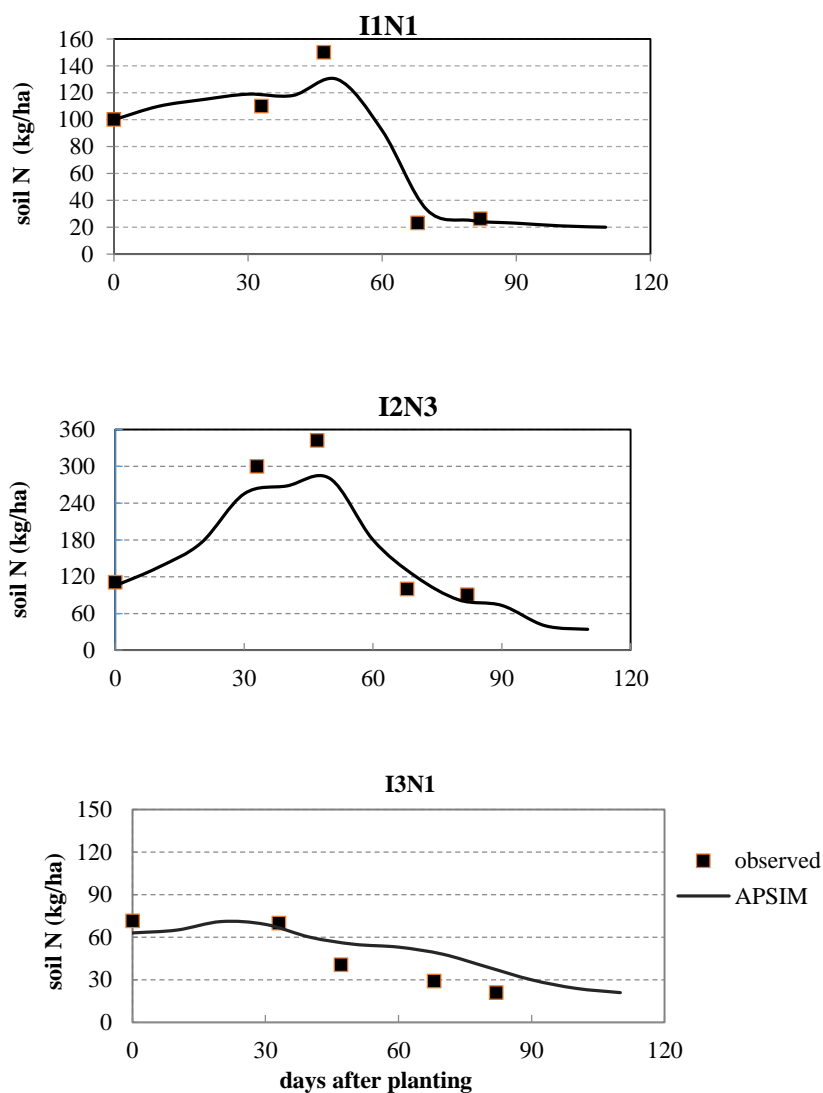 I1N1
160
140
120
100
80
60
40
20
0
soil N (kg/ha)
0 30 60 90 120
I2N3
360
300
240
180
120
60
0
soil N (kg/ha)
0 30 60 90 120
I3N1
150
120
90
60
30
0
soil N (kg/ha)
observed
APSIM
0 30 60 90 120
days after planting